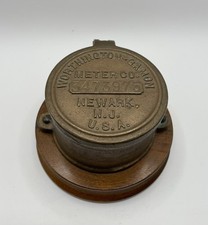 WORTHINGTON-GAMON
METER CO.
NEWARK,
N.J.
U.S.A.